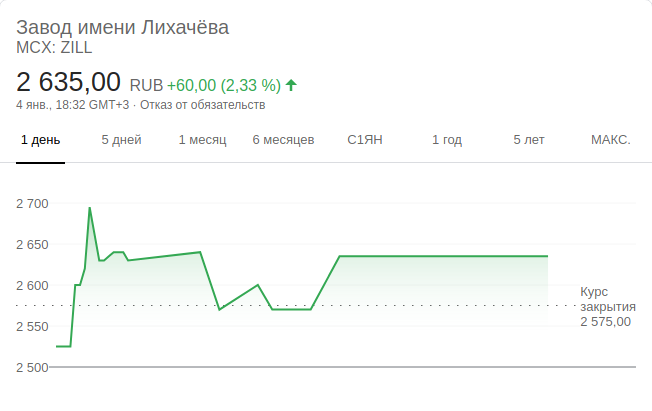 Завод имени Лихачёва
MCX: ZILL
2 635,00 RUB +60,00 (2,33 %)
4 янв., 18:32 GMT+3 · Отказ от обязательств
1 день 5 дней 1 месяц 6 месяцев С1ЯН 1 год 5 лет МАКС.
2 700
2 650
2 600
Курс
закрытия
2 575,00
2 550
2 500